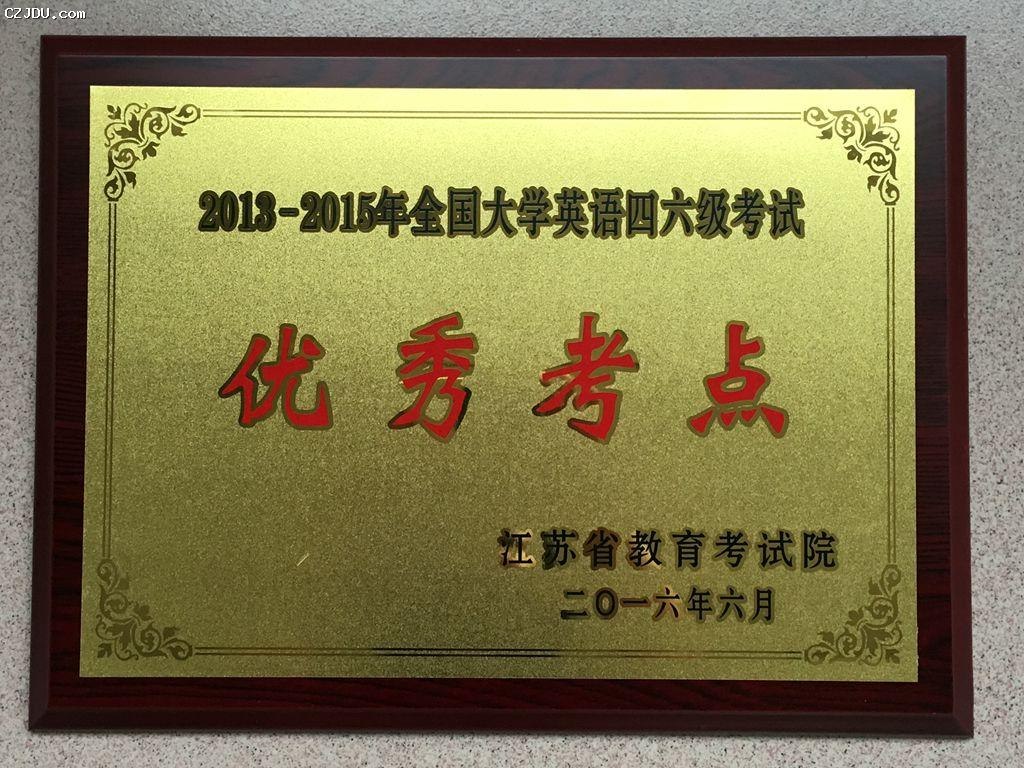 CZJDU.COM
2013-2015年全国大学英语四六级考试
优秀考点
江苏省教育考试院
二〇一六年六月